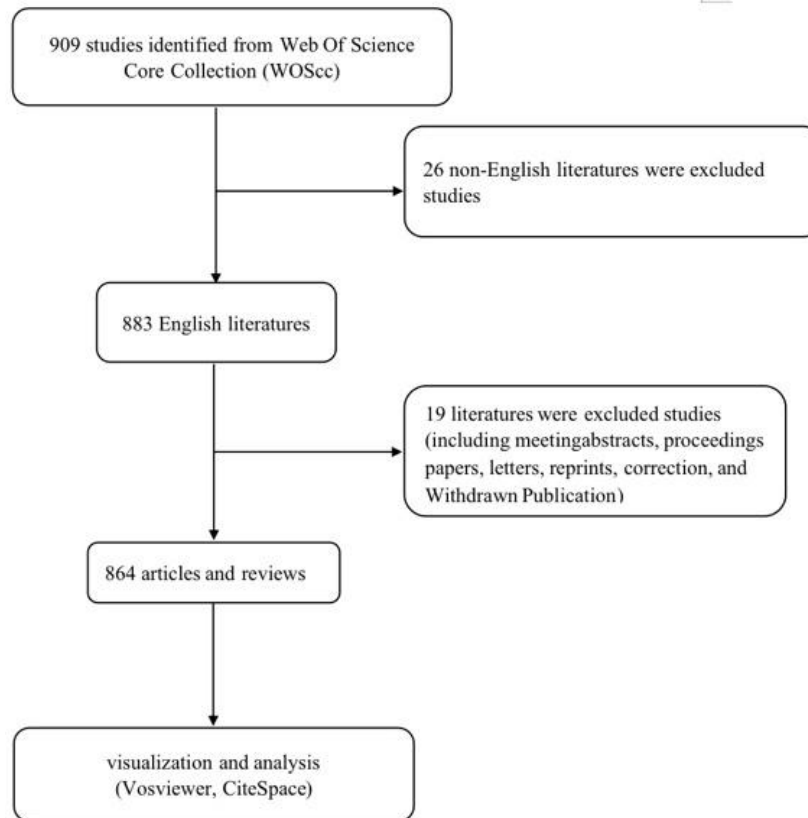 909 studies identified from Web Of Science
Core Collection (WOScc)
26 non-English literatures were excluded
studies
883 English literatures
19 literatures were excluded studies
(including meetingabstracts, proceedings
papers, letters, reprints, correction, and
Withdrawn Publication)
864 articles and reviews
visualization and analysis
(Vosviewer, CiteSpace)